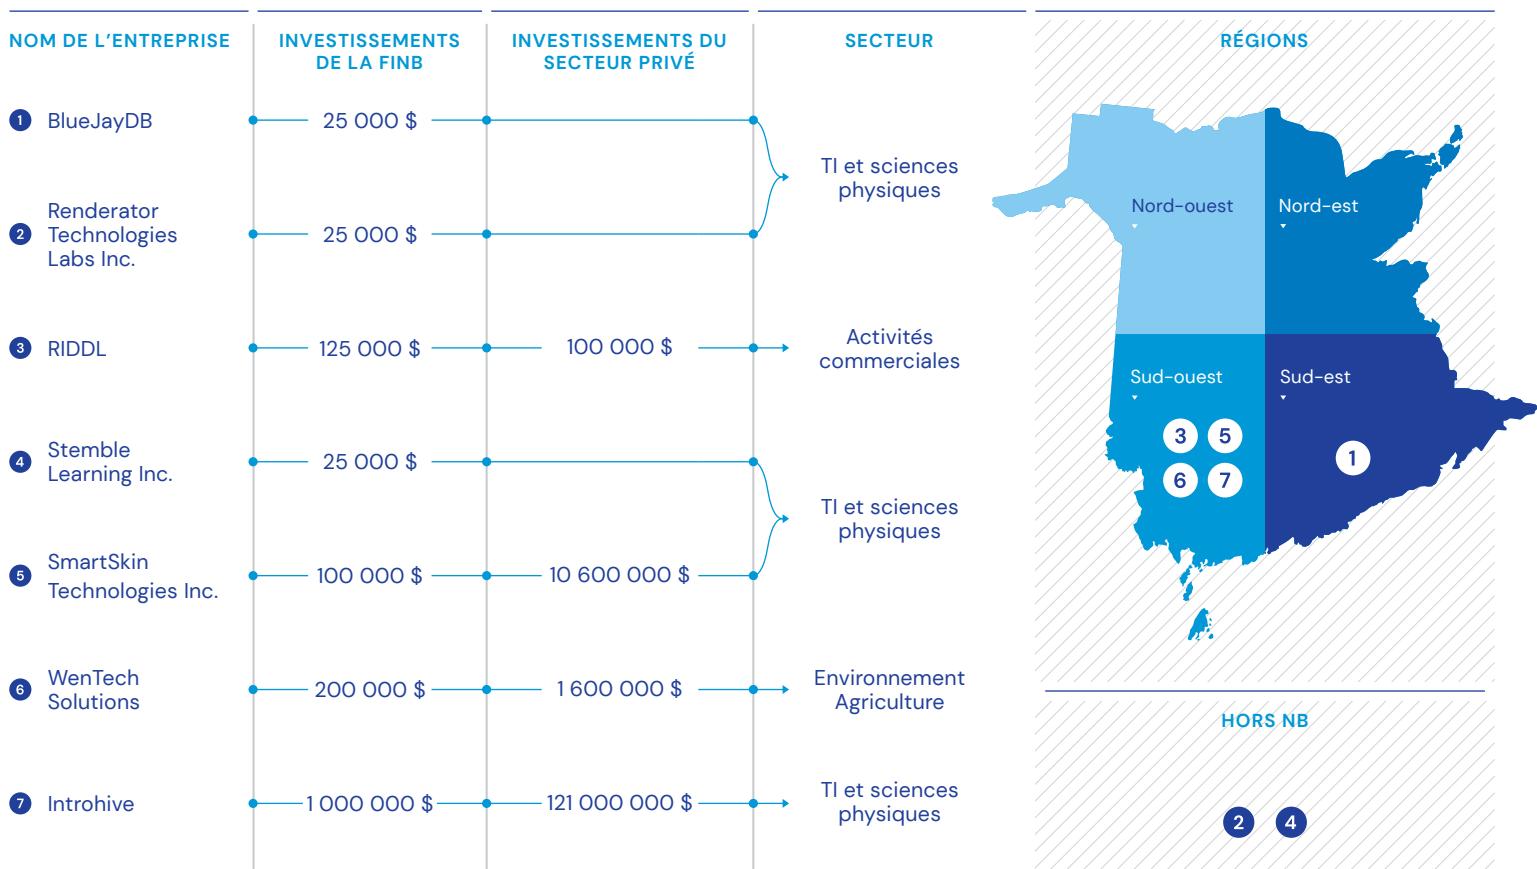 NOM DE L'ENTREPRISE
INVESTISSEMENTS
DE LA FINB
INVESTISSEMENTS DU
SECTEUR PRIVÉ
SECTEUR
RÉGIONS
1 BlueJayDB
25 000 $
2 Renderator
Technologies
Labs Inc.
25 000 $
TI et sciences
physiques
3 RIDDL
125 000 $
100 000 $
Activités
commerciales
4 Stemble
Learning Inc.
25 000 $
5 SmartSkin
Technologies Inc.
100 000 $
10 600 000 $
TI et sciences
physiques
6 WenTech
Solutions
200 000 $
1 600 000 $
Environnement
Agriculture
7 Introhive
1 000 000 $
121 000 000 $
TI et sciences
physiques
Nord-ouest
Nord-est
Sud-ouest
3 5
6 7
Sud-est
1
HORS NB
2 4